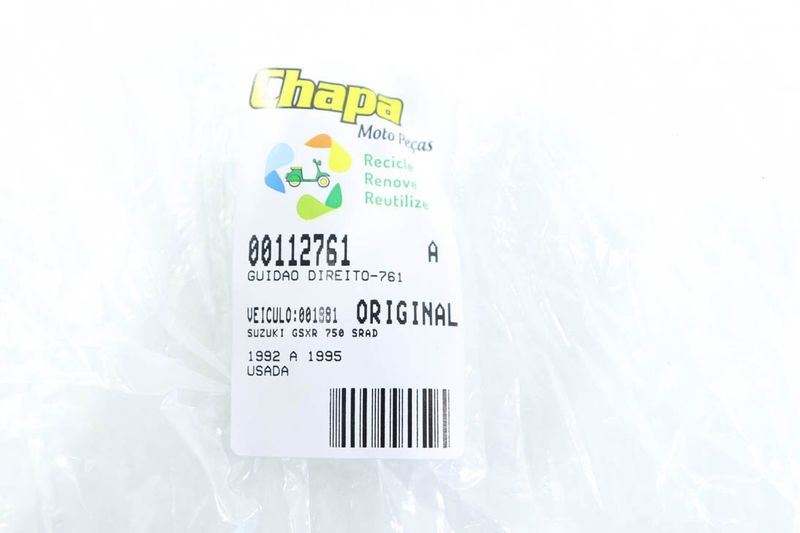 Chapa
Moto Peças
Recicle
Renove
Reutilize
00112761 A
GUIDAO DIREITO-761
VEICULO:001981 ORIGINAL
SUZUKI GSXR 750 SRAD
1992 A 1995
USADA